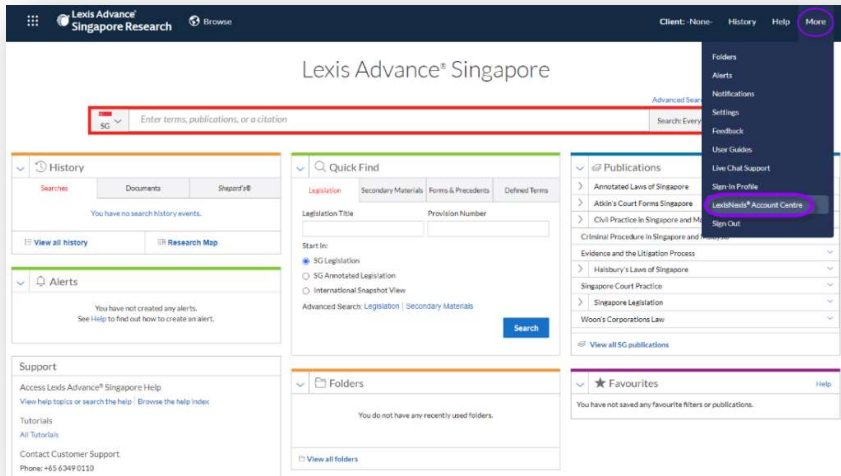 Lexis Advance®
Singapore Research
Browse
Client: -None-
History
Help
More
Folders
Alerts
Notifications
Settings
Feedback
User Guides
Live Chat Support
Sign-In Profile
LexisNexis® Account Centre
Sign Out
Lexis Advance® Singapore
Advanced Sear
SG
Enter terms, publications, or a citation
Search: Every
History
Searches
Documents
Shepard's®
You have no search history events.
View all history
Research Map
Alerts
You have not created any alerts.
See Help to find out how to create an alert.
Support
Access Lexis Advance® Singapore Help
View help topics or search the help | Browse the help index
Tutorials
All Tutorials
Contact Customer Support
Phone: +65 6349 0110
Quick Find
Legislation
Secondary Materials
Forms & Precedents
Defined Terms
Legislation Title
Provision Number
Start In:
SG Legislation
SG Annotated Legislation
International Snapshot View
Advanced Search: Legislation | Secondary Materials
Search
Folders
You do not have any recently used folders.
View all folders
Publications
Annotated Laws of Singapore
Atkin's Court Forms Singapore
Civil Practice in Singapore and M
Criminal Procedure in Singapore and
Evidence and the Litigation Process
Halsbury's Laws of Singapore
Singapore Court Practice
Singapore Legislation
Woon's Corporations Law
View all SG publications
Favourites
Help
You have not saved any favourite filters or publications.